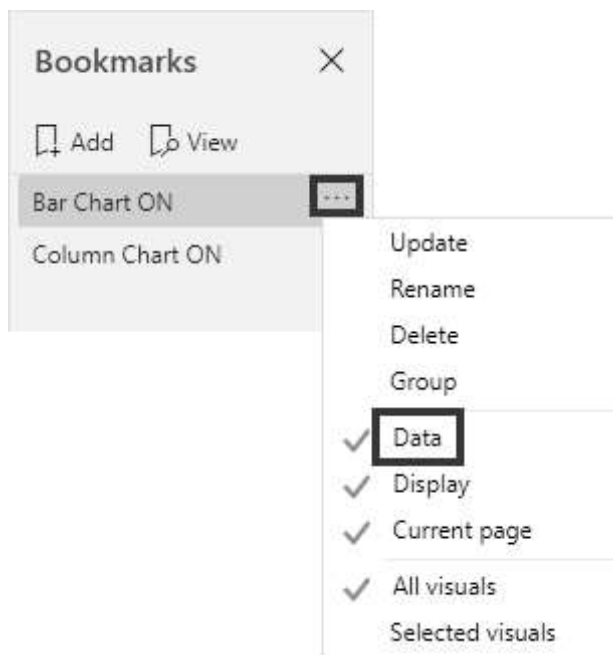 Bookmarks
Add View
Bar Chart ON ...
Column Chart ON
Update
Rename
Delete
Group
Data
Display
Current page
All visuals
Selected visuals